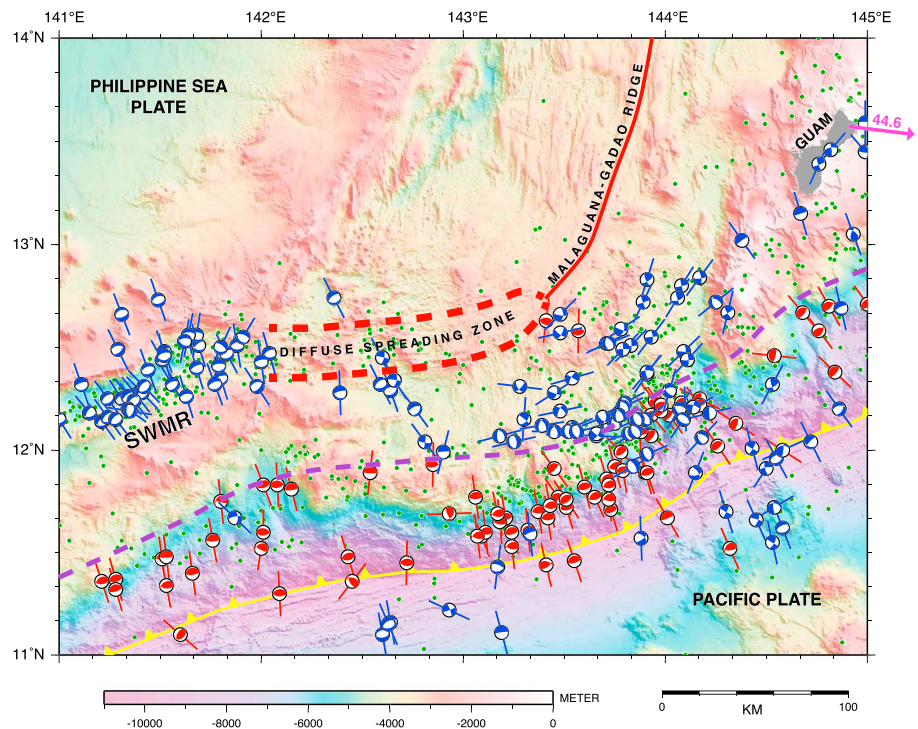 141°E
142°E
143°E
144°E
145°E
14°N
PHILIPPINE SEA
PLATE
MALAGUANA-GADAO RIDGE
GUAM
44.6
13°N
DIFFUSE SPREADING ZONE
SWMR
12°N
PACIFIC PLATE
11°N
METER
-10000
-8000
-6000
-4000
-2000
0
0
KM
100